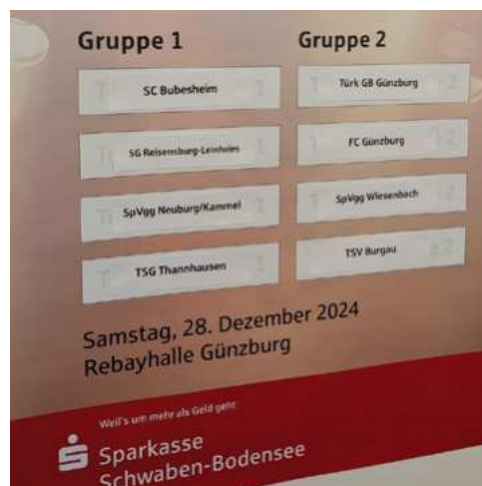 Gruppe 1
SC Bubesheim
SG Reisensburg-Leinheim
SpVgg Neuburg/Kammel
TSG Thannhausen
Gruppe 2
Türk GB Günzburg
FC Günzburg
SpVgg Wiesenbach
TSV Burgau
Samstag, 28. Dezember 2024
Rebayhalle Günzburg
Weil's um mehr als Geld geht
Sparkasse
Schwaben-Bodensee